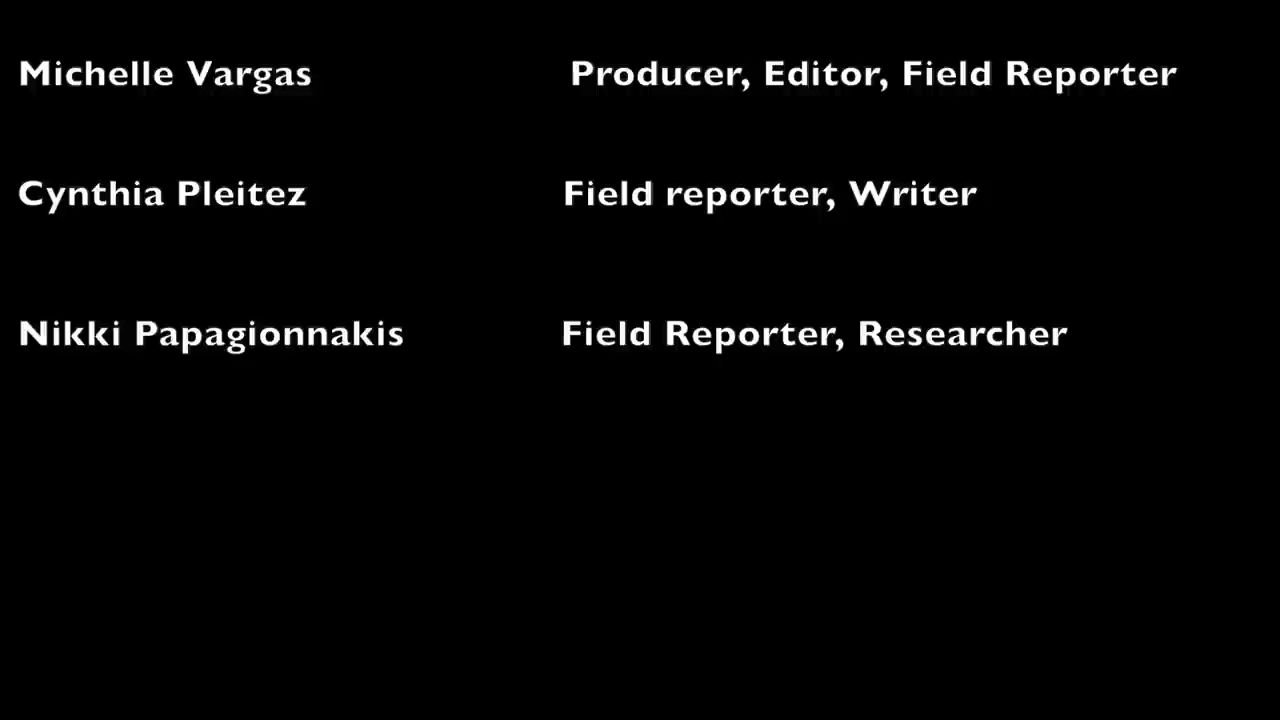 Michelle Vargas Producer, Editor, Field Reporter
Cynthia Pleitez Field reporter, Writer
Nikki Papagionnakis Field Reporter, Researcher